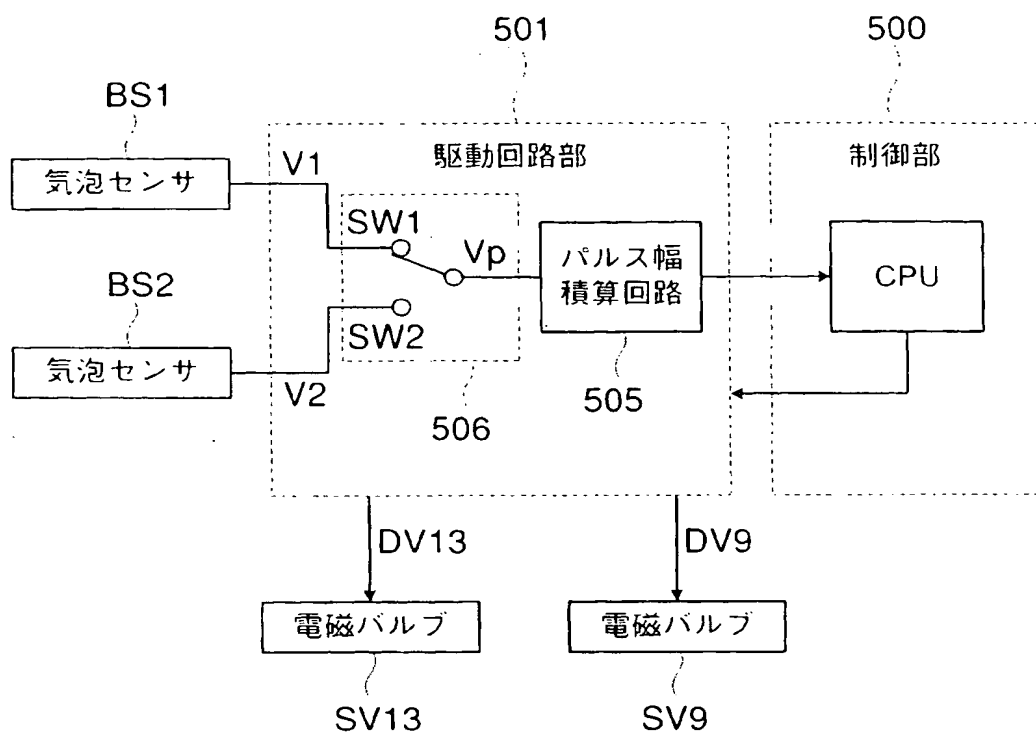 501
500
BS1
駆動回路部
制御部
V1
気泡センサ
SW1
Vp
パルス幅
積算回路
CPU
BS2
SW2
気泡センサ
V2
506
505
DV13
DV9
電磁バルブ
電磁バルブ
SV13
SV9